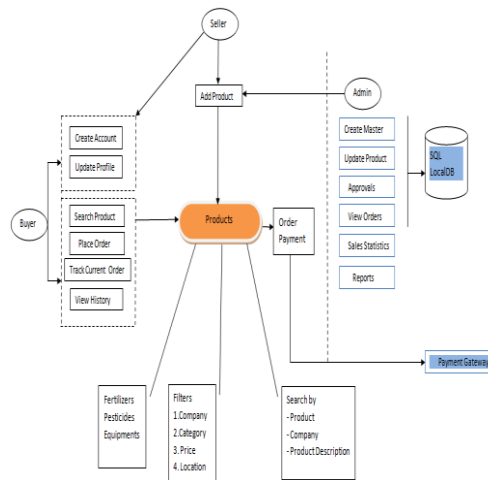 Seller
Add Product
Admin
Create Account
Update Profile
Create Master
Update Product
Approvals
View Orders
Sales Statistics
Reports
SQL
LocalDB
Buyer
Search Product
Place Order
Track Current Order
View History
Products
Order
Payment
Payment Gateway
Fertilizers
Pesticides
Equipments
Filters
1.Company
2.Category
3. Price
4. Location
Search by
- Product
- Company
- Product Description